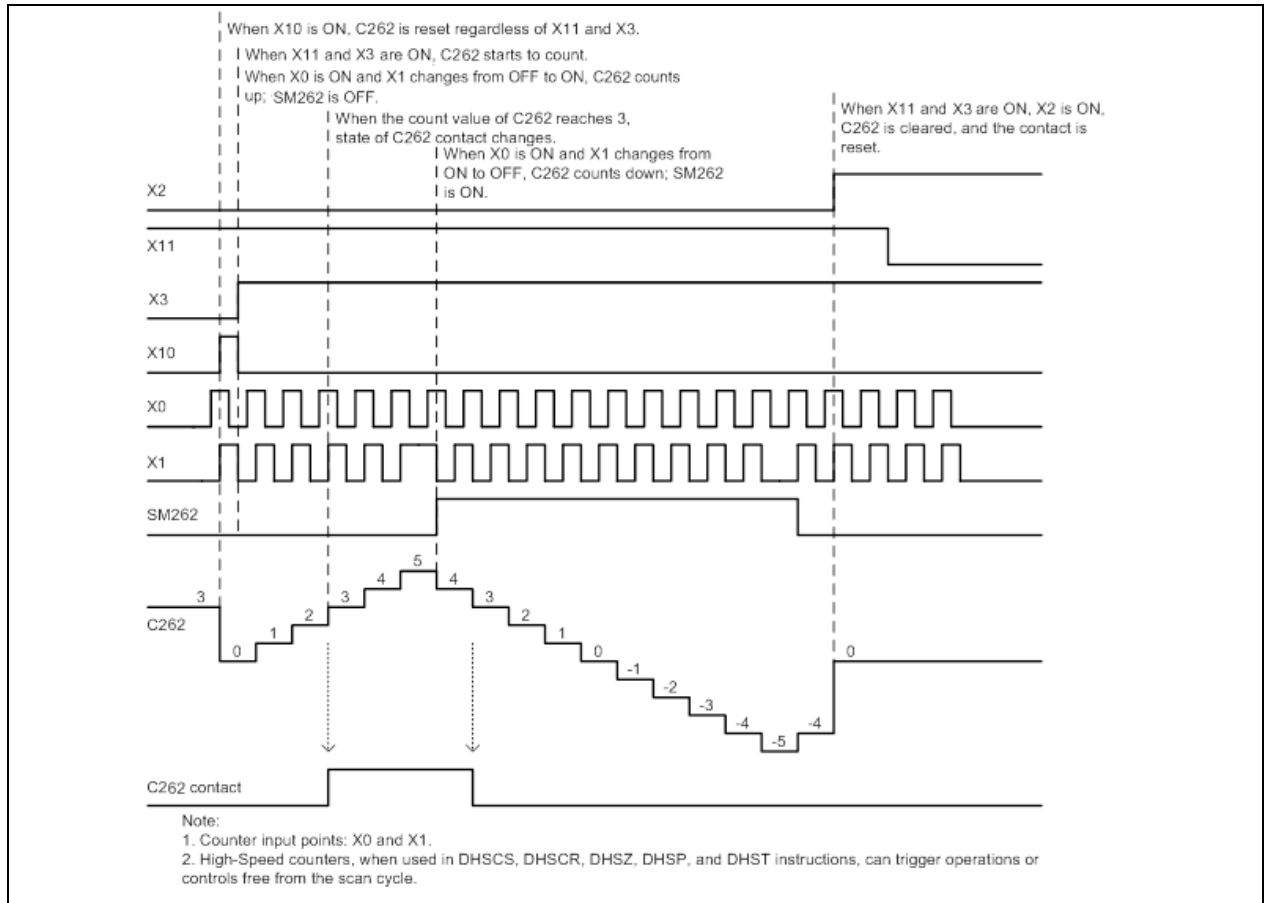 When X10 is ON, C262 is reset regardless of X11 and X3.
When X11 and X3 are ON, C262 starts to count.
When X0 is ON and X1 changes from OFF to ON, C262 counts
up; SM262 is OFF.
When the count value of C262 reaches 3,
state of C262 contact changes.
When X0 is ON and X1 changes from
ON to OFF, C262 counts down; SM262
is ON.
When X11 and X3 are ON, X2 is ON,
C262 is cleared, and the contact is
reset.
X2
X11
X3
X10
X0
X1
SM262
C262
3
0
1
2
3
4
5
4
3
2
1
0
-1
-2
-3
-4
-5
-4
0
C262 contact
Note:
1. Counter input points: X0 and X1.
2. High-Speed counters, when used in DHSCS, DHSCR, DHSZ, DHSP, and DHST instructions, can trigger operations or
controls free from the scan cycle.